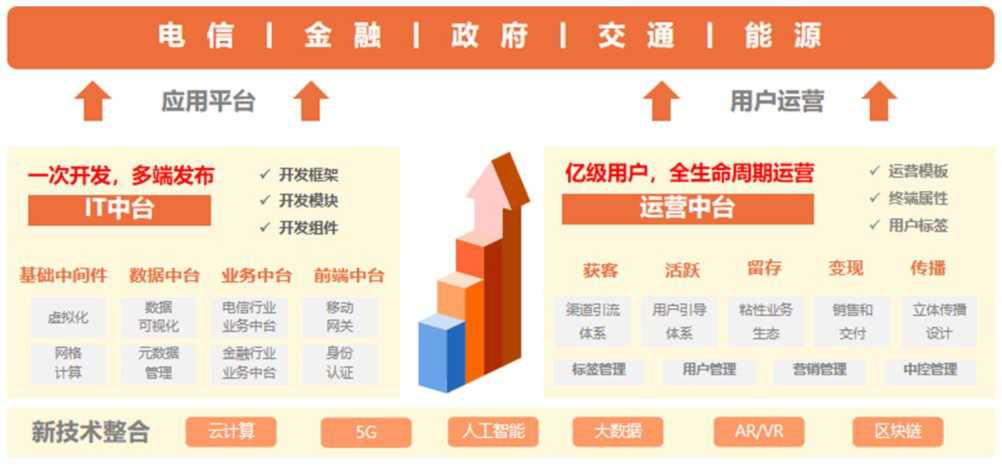 电信 | 金融 | 政府 | 交通 | 能源
应用平台
用户运营
一次开发，多端发布
IT中台
✓ 开发框架
✓ 开发模块
✓ 开发组件
基础中间件 数据中台 业务中台 前端中台
虚拟化
数据
可视化
电信行业
业务中台
移动
网关
网格
计算
元数据
管理
金融行业
业务中台
身份
认证
亿级用户，全生命周期运营
运营中台
✓ 运营模板
✓ 终端属性
✓ 用户标签
获客 活跃 留存 变现 传播
渠道引流
体系
用户引导
体系
粘性业务
生态
销售和
交付
立体传播
设计
标签管理 用户管理 营销管理 中控管理
新技术整合 云计算 5G 人工智能 大数据 AR/VR 区块链